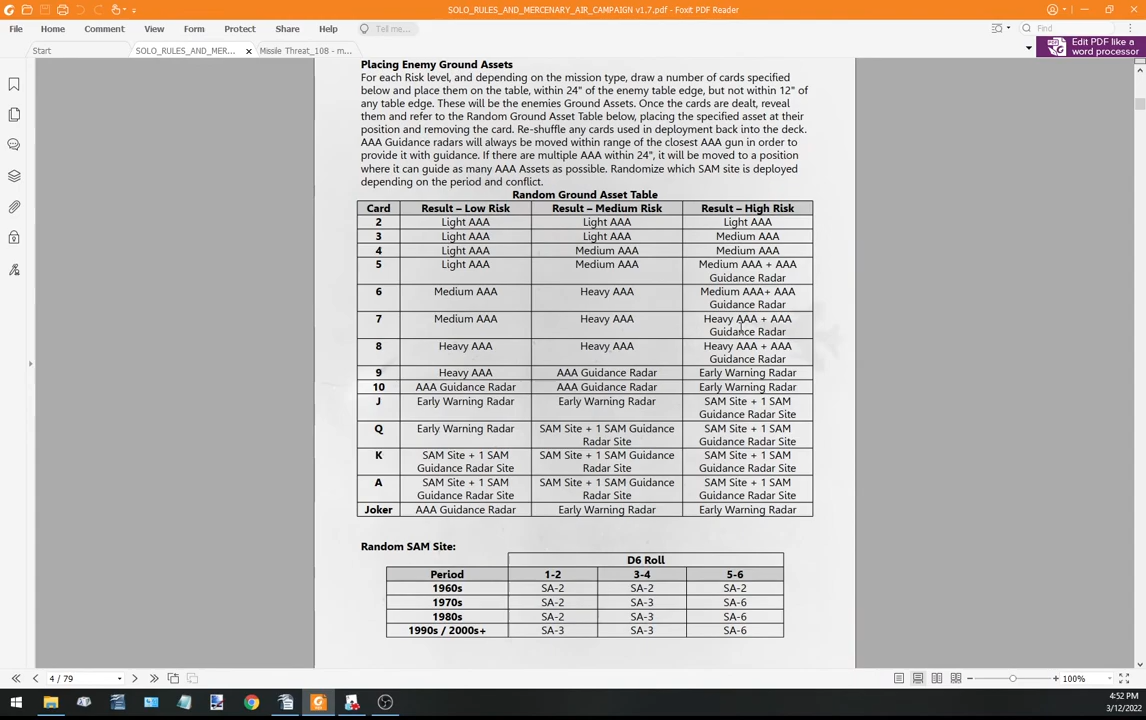 SOLO_RULES_AND_MERCENARY_AIR_CAMPAIGN v1.7.pdf - Foxit PDF Reader
File Home Comment View Form Protect Share Help Tell me... Find
Start SOLO_RULES_AND_MER... Missile Threat_108 - m... Edit PDF like a
word processor
Placing Enemy Ground Assets
For each Risk level, and depending on the mission type, draw a number of cards specified
below and place them on the table, within 24" of the enemy table edge, but not within 12" of
any table edge. These will be the enemies Ground Assets. Once the cards are dealt, reveal
them and refer to the Random Ground Asset Table below, placing the specified asset at their
position and removing the card. Re-shuffle any cards used in deployment back into the deck.
AAA Guidance radars will always be moved within range of the closest AAA gun in order to
provide it with guidance. If there are multiple AAA within 24", it will be moved to a position
where it can guide as many AAA Assets as possible. Randomize which SAM site is deployed
depending on the period and conflict.
Random Ground Asset Table
Card Result – Low Risk Result – Medium Risk Result – High Risk
2 Light AAA Light AAA Light AAA
3 Light AAA Light AAA Medium AAA
4 Light AAA Medium AAA Medium AAA
5 Light AAA Medium AAA Medium AAA + AAA
Guidance Radar
6 Medium AAA Heavy AAA Medium AAA+ AAA
Guidance Radar
7 Medium AAA Heavy AAA Heavy AAA + AAA
Guidance Radar
8 Heavy AAA Heavy AAA Heavy AAA + AAA
Guidance Radar
9 Heavy AAA AAA Guidance Radar Early Warning Radar
10 AAA Guidance Radar AAA Guidance Radar Early Warning Radar
J Early Warning Radar Early Warning Radar SAM Site + 1 SAM
Guidance Radar Site
Q Early Warning Radar SAM Site + 1 SAM Guidance SAM Site + 1 SAM
Radar Site Guidance Radar Site
K SAM Site + 1 SAM SAM Site + 1 SAM Guidance SAM Site + 1 SAM
Guidance Radar Site Radar Site Guidance Radar Site
A SAM Site + 1 SAM SAM Site + 1 SAM Guidance SAM Site + 1 SAM
Guidance Radar Site Radar Site Guidance Radar Site
Joker AAA Guidance Radar Early Warning Radar Early Warning Radar
Random SAM Site:
D6 Roll
Period 1-2 3-4 5-6
1960s SA-2 SA-2 SA-2
1970s SA-2 SA-3 SA-6
1980s SA-2 SA-3 SA-6
1990s / 2000s+ SA-3 SA-3 SA-6
4 / 79 100%
4:52 PM
3/12/2022